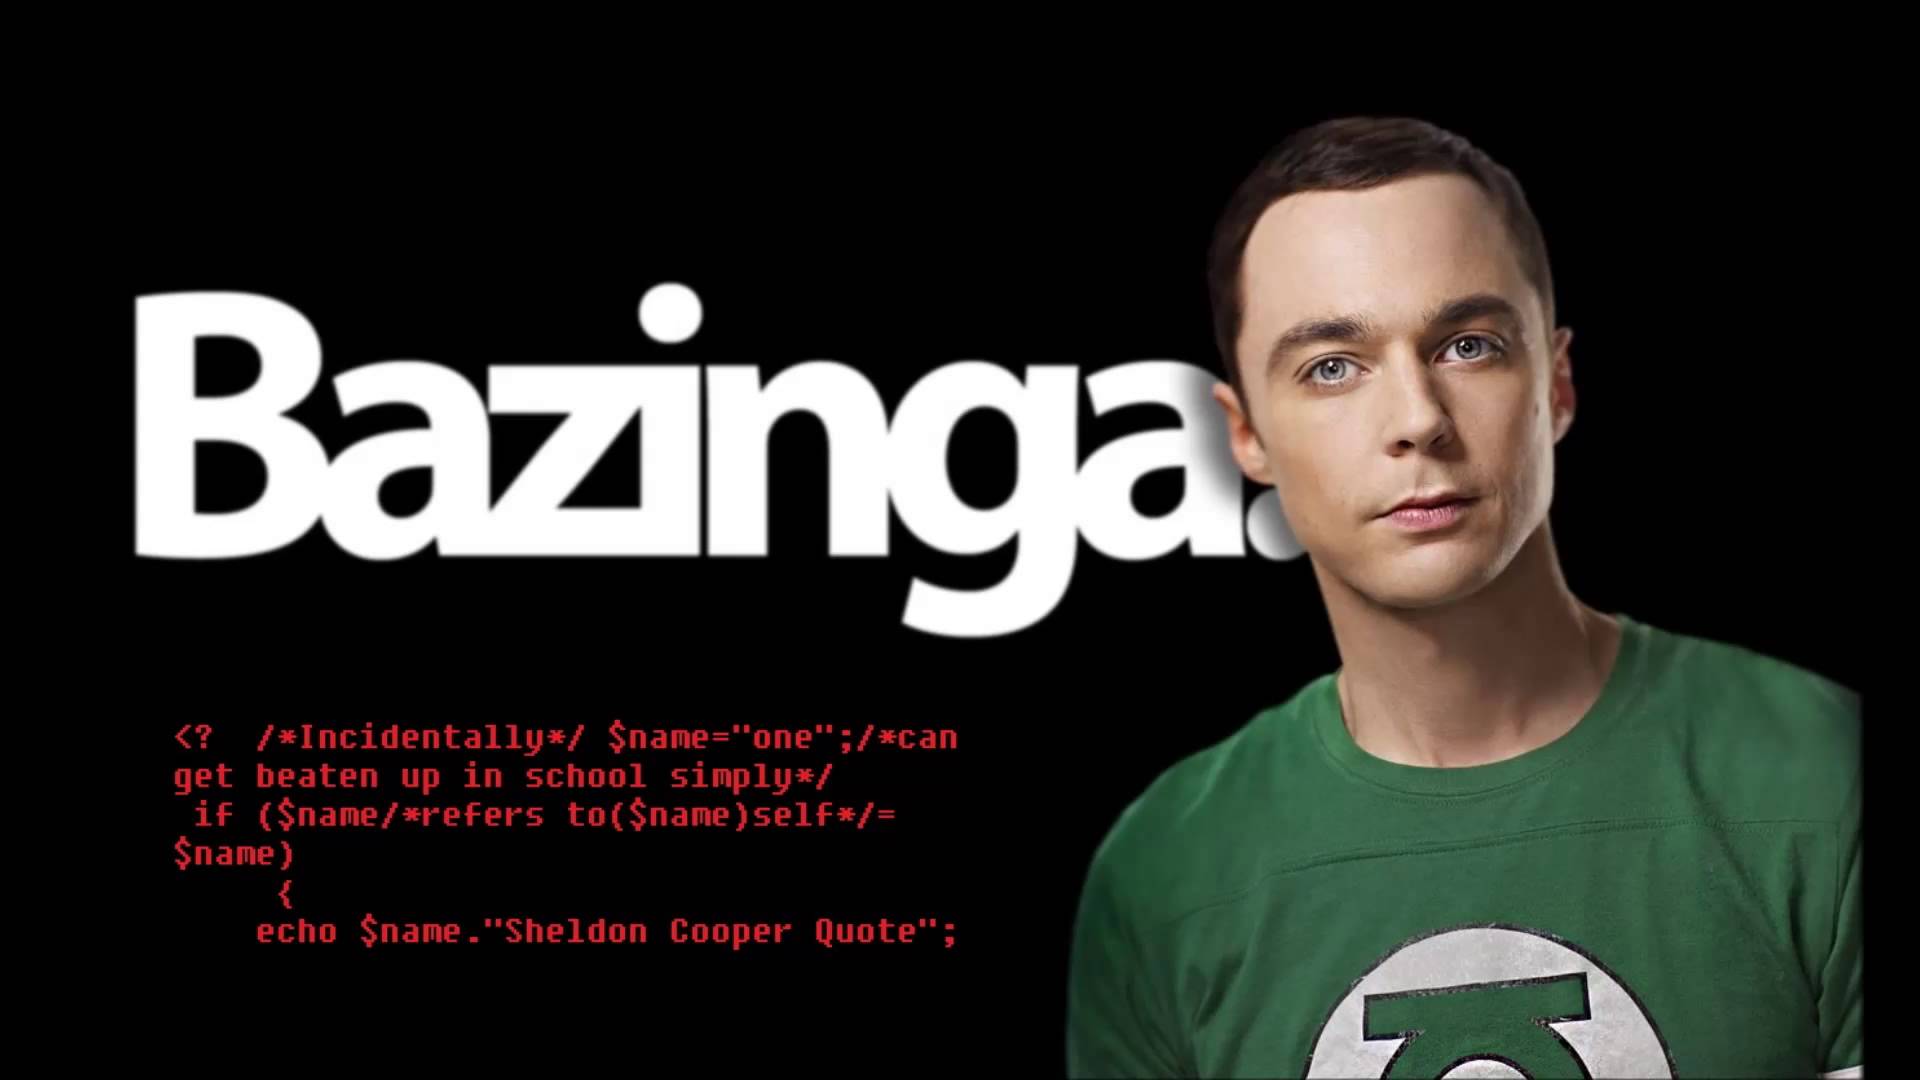 Bazinga.
<?  /*Incidentally*/ $name="one";/*can
get beaten up in school simply*/
 if ($name/*refers to($name)self*/=
$name)
     {
    echo $name."Sheldon Cooper Quote";